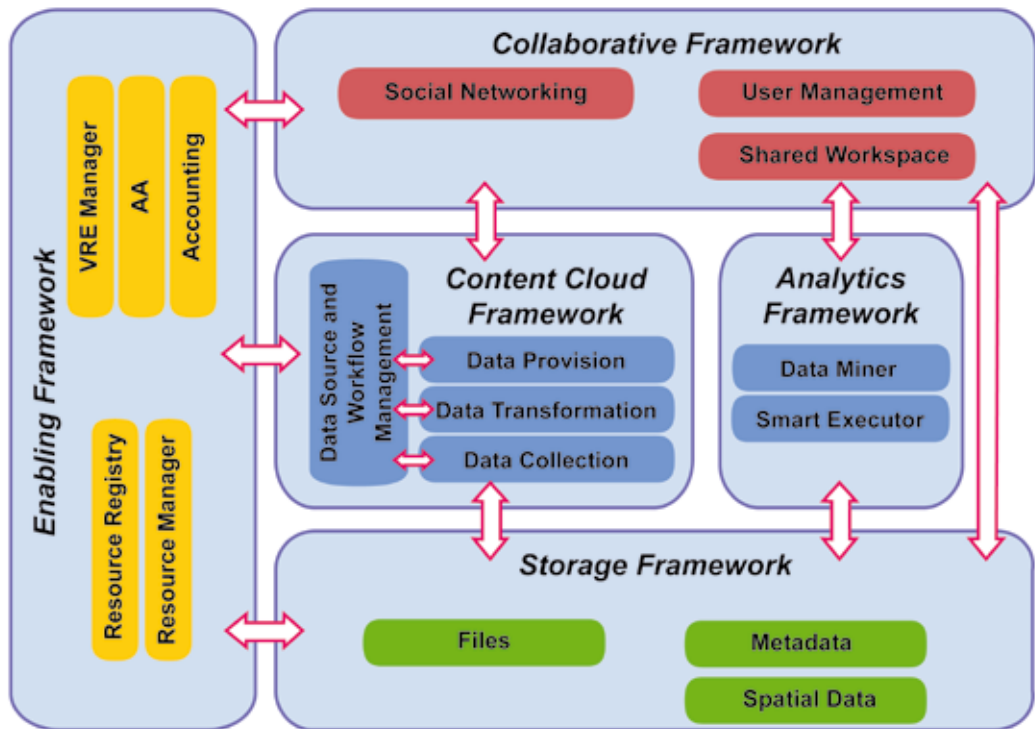 Enabling Framework
VRE Manager
AA
Accounting
Resource Registry
Resource Manager
Collaborative Framework
Social Networking
User Management
Shared Workspace
Content Cloud
Framework
Data Source and
Workflow
Management
Data Provision
Data Transformation
Data Collection
Analytics
Framework
Data Miner
Smart Executor
Storage Framework
Files
Metadata
Spatial Data